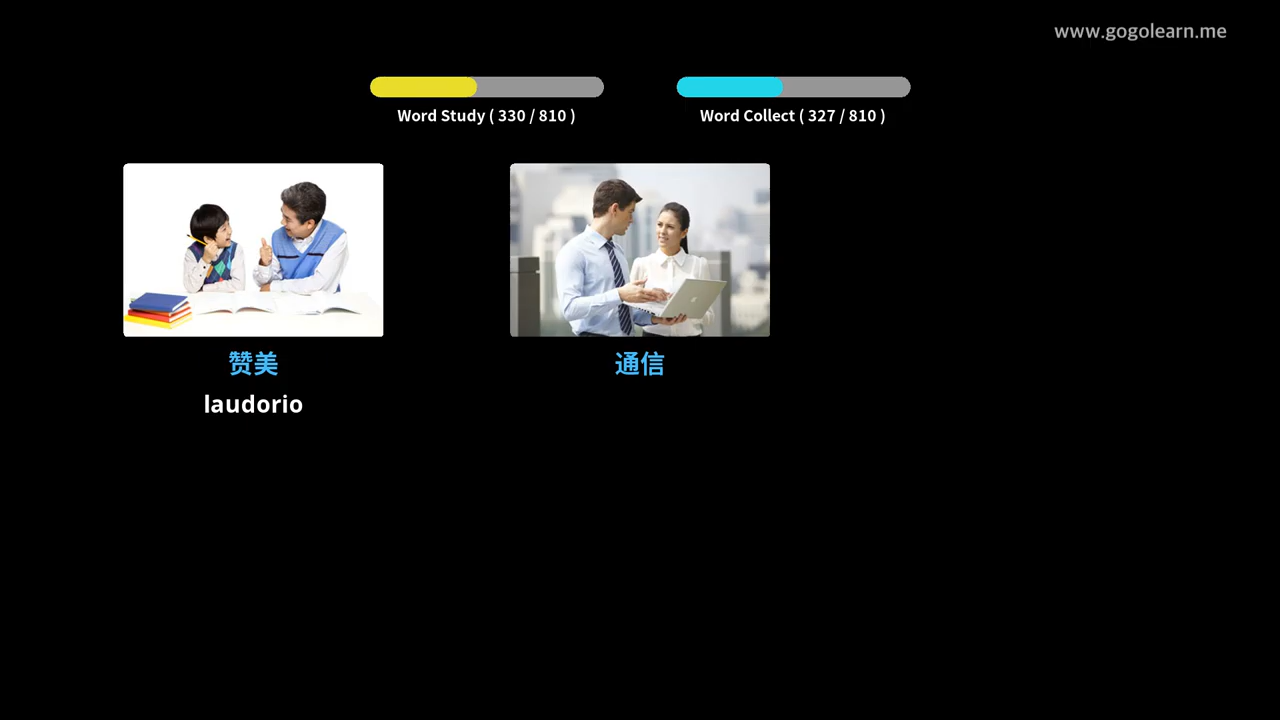 www.gogolearn.me
Word Study ( 330 / 810 )
Word Collect ( 327 / 810 )
赞美
laudorio
通信